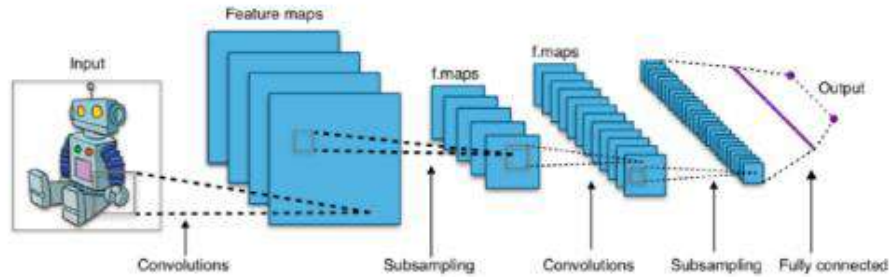 Feature maps
Input
f.maps
f.maps
Output
Convolutions
Subsampling
Convolutions
Subsampling
Fully connected